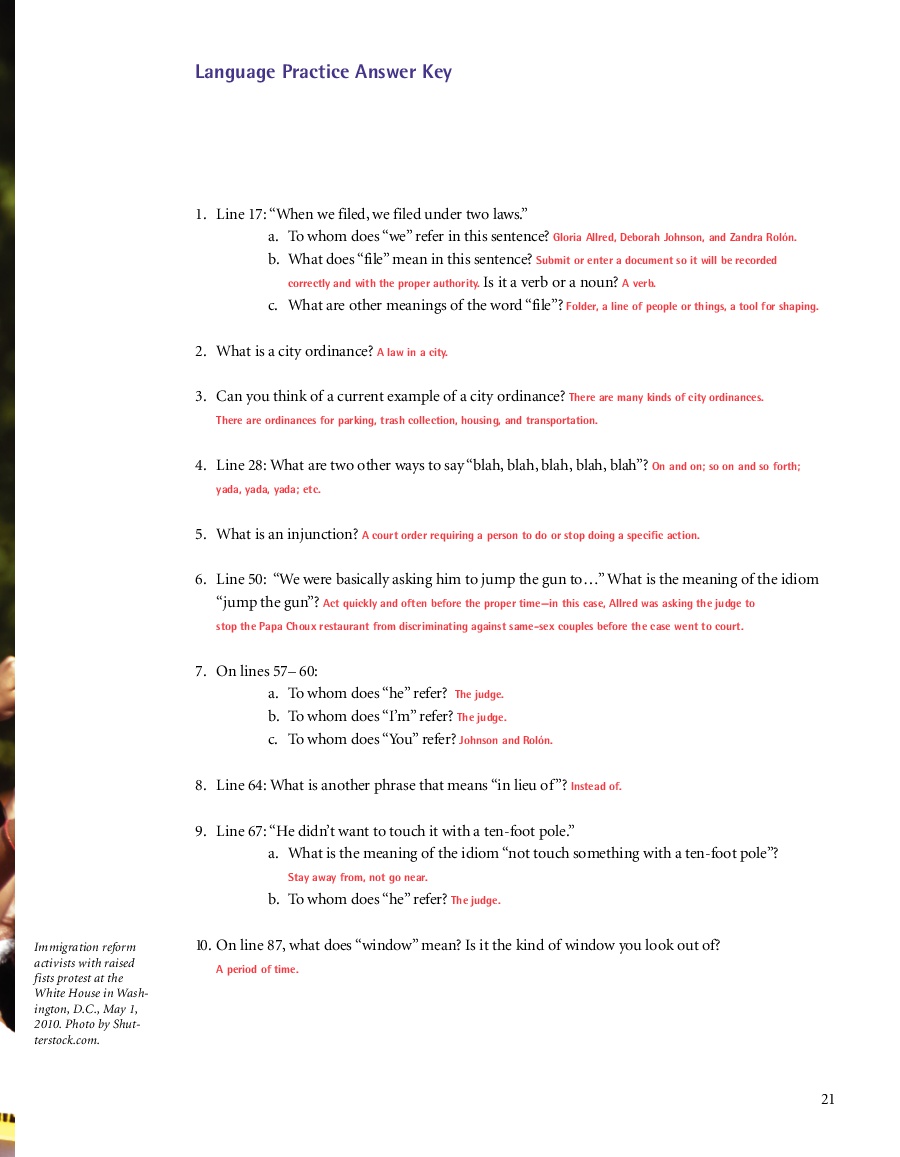 Language Practice Answer Key
1. Line 17: “When we filed, we filed under two laws.”
a. To whom does “we” refer in this sentence? Gloria Allred, Deborah Johnson, and Zandra Rolón.
b. What does “file” mean in this sentence? Submit or enter a document so it will be recorded
correctly and with the proper authority. Is it a verb or a noun? A verb.
c. What are other meanings of the word “file”? Folder, a line of people or things, a tool for shaping.
2. What is a city ordinance? A law in a city.
3. Can you think of a current example of a city ordinance? There are many kinds of city ordinances.
There are ordinances for parking, trash collection, housing, and transportation.
4. Line 28: What are two other ways to say “blah, blah, blah, blah, blah”? On and on; so on and so forth;
yada, yada, yada; etc.
5. What is an injunction? A court order requiring a person to do or stop doing a specific action.
6. Line 50: “We were basically asking him to jump the gun to…” What is the meaning of the idiom
“jump the gun”? Act quickly and often before the proper time—in this case, Allred was asking the judge to
stop the Papa Choux restaurant from discriminating against same-sex couples before the case went to court.
7. On lines 57– 60:
a. To whom does “he” refer? The judge.
b. To whom does “I’m” refer? The judge.
c. To whom does “You” refer? Johnson and Rolón.
8. Line 64: What is another phrase that means “in lieu of”? Instead of.
9. Line 67: “He didn’t want to touch it with a ten-foot pole.”
a. What is the meaning of the idiom “not touch something with a ten-foot pole”?
Stay away from, not go near.
b. To whom does “he” refer? The judge.
10. On line 87, what does “window” mean? Is it the kind of window you look out of?
A period of time.
Immigration reform
activists with raised
fists protest at the
White House in Wash-
ington, D.C., May 1,
2010. Photo by Shut-
terstock.com.
21